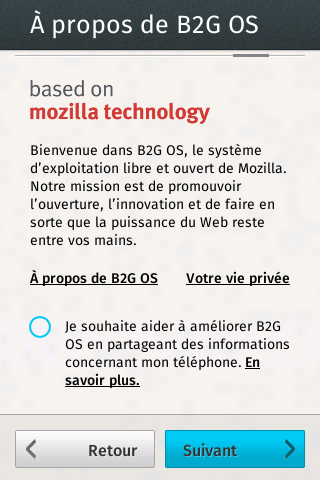 À propos de B2G OS
based on
mozilla technology
Bienvenue dans B2G OS, le système
d’exploitation libre et ouvert de Mozilla.
Notre mission est de promouvoir
l’ouverture, l’innovation et de faire en
sorte que la puissance du Web reste
entre vos mains.
À propos de B2G OS Votre vie privée
Je souhaite aider à améliorer B2G
OS en partageant des informations
concernant mon téléphone. En
savoir plus.
Retour Suivant